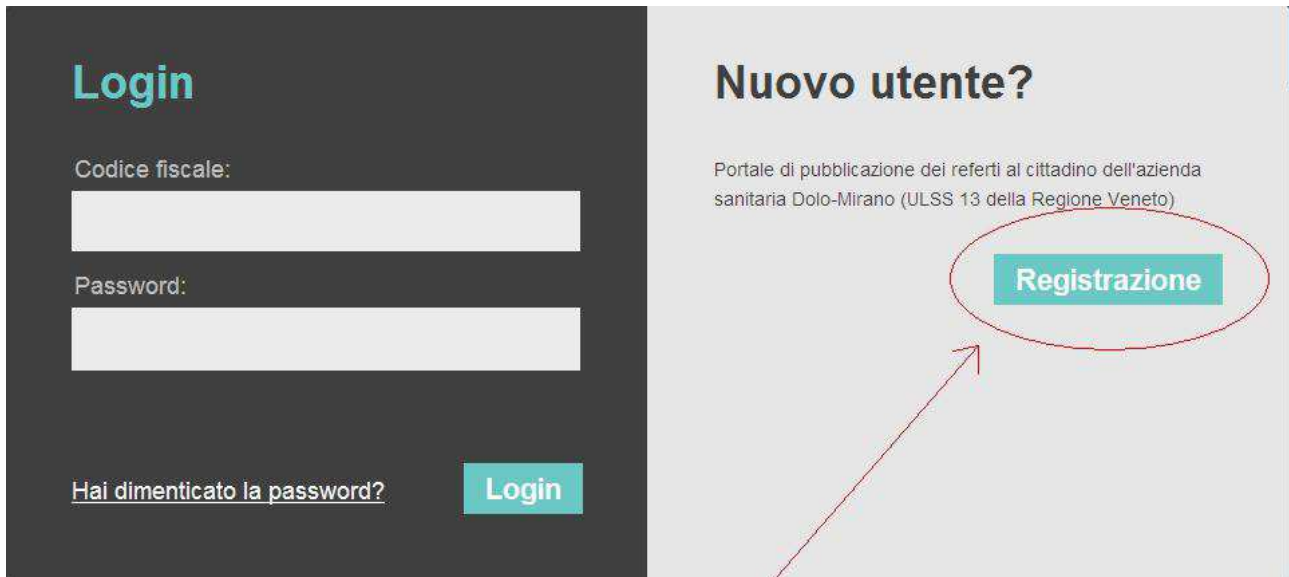 Login
Codice fiscale:
Password:
Hai dimenticato la password?
Login
Nuovo utente?
Portale di pubblicazione dei referti al cittadino dell'azienda
sanitaria Dolo-Mirano (ULSS 13 della Regione Veneto)
Registrazione